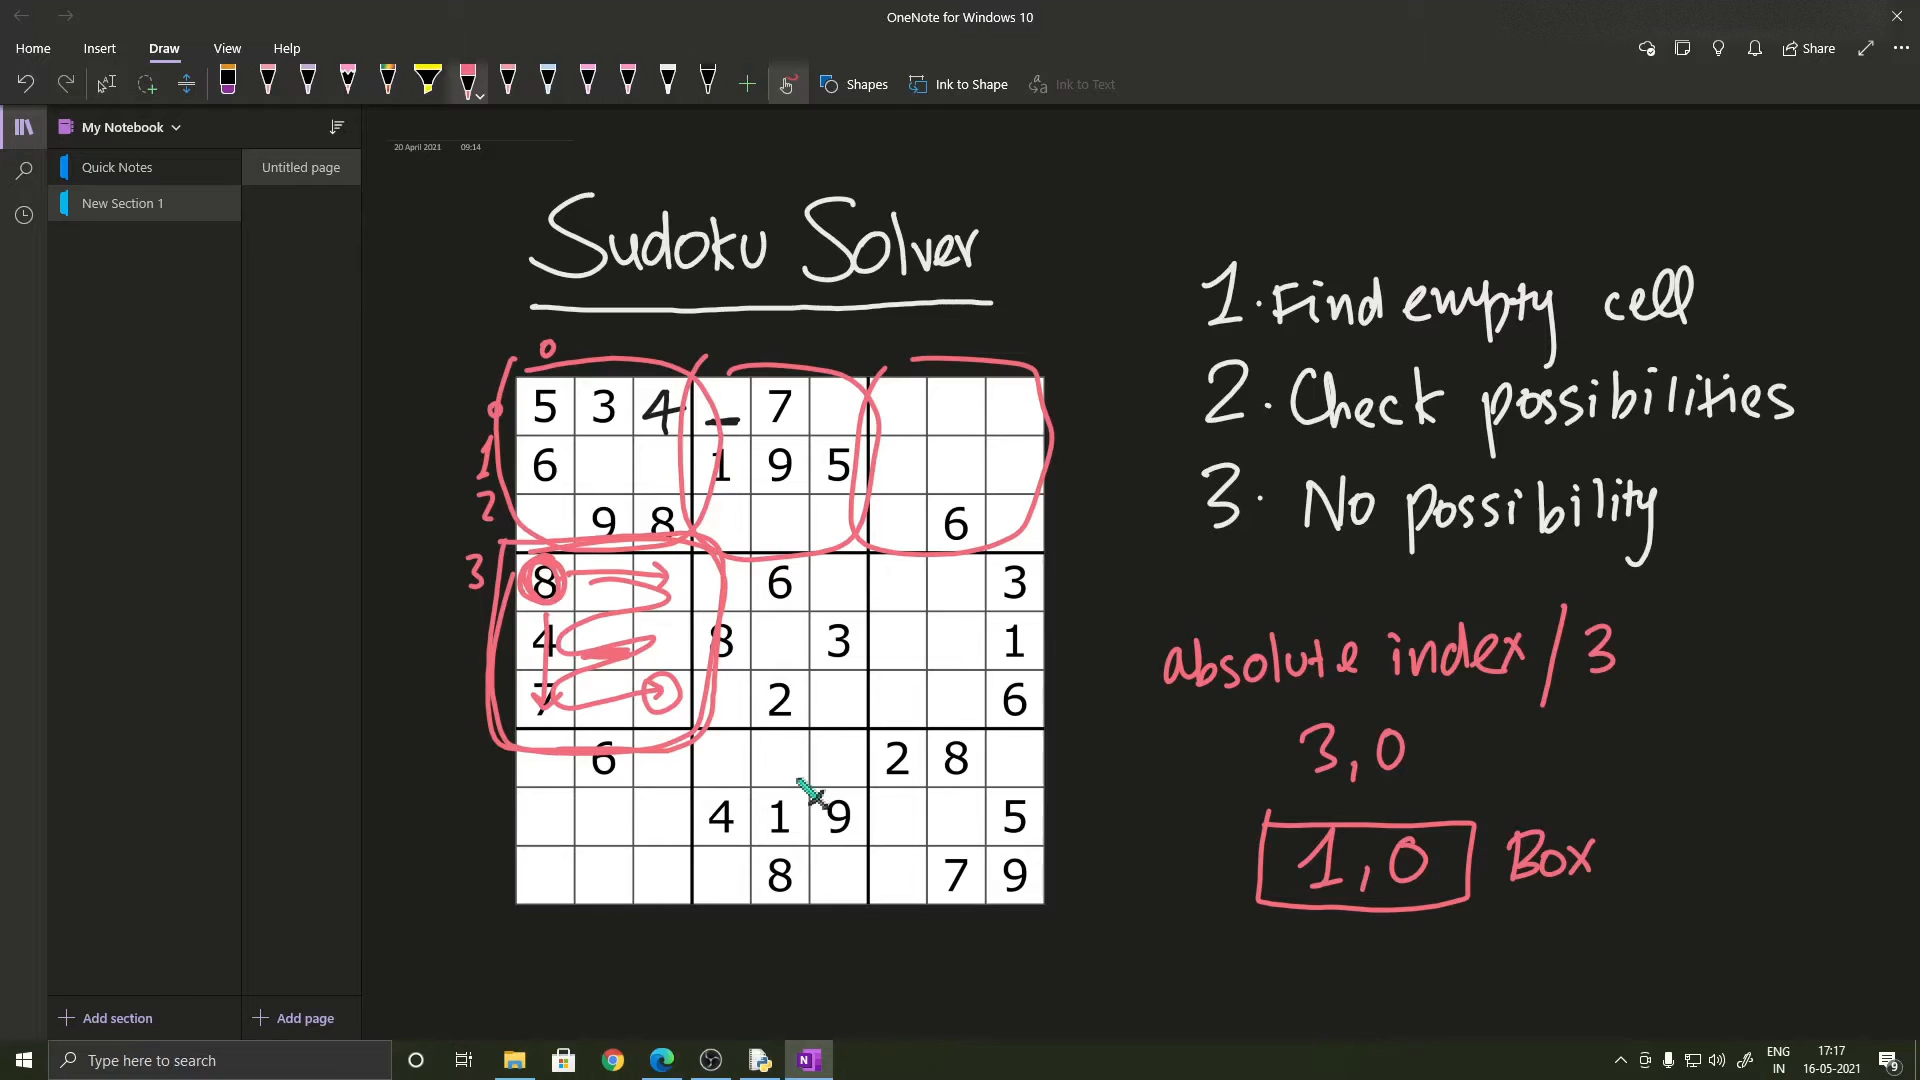 OneNote for Windows 10
Home Insert Draw View Help
Share
Shapes Ink to Shape Ink to Text
My Notebook
Quick Notes
New Section 1
Untitled page
20 April 2021 09:14
Sudoku Solver
1. Find empty cell
2. Check possibilities
3. No possibility
absolute index / 3
3,0
1,0 Box
0
0 5 3 4 _ 7
1 6 1 9 5
2 9 8 6
3 8 6 3
4 8 3 1
7 2 6
6 2 8
4 1 9 5
8 7 9
Add section
Add page
Type here to search
ENG
IN
17:17
16-05-2021
9